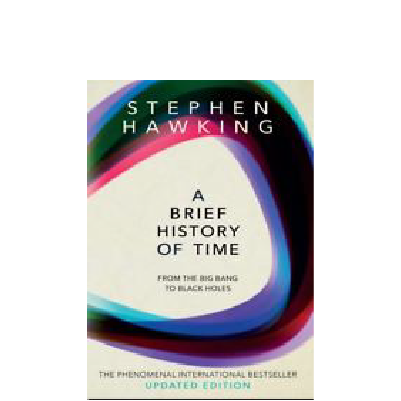 STEPHEN
HAWKING
A
BRIEF
HISTORY
OF TIME
FROM THE BIG BANG
TO BLACK HOLES
THE PHENOMENAL INTERNATIONAL BESTSELLER
UPDATED EDITION